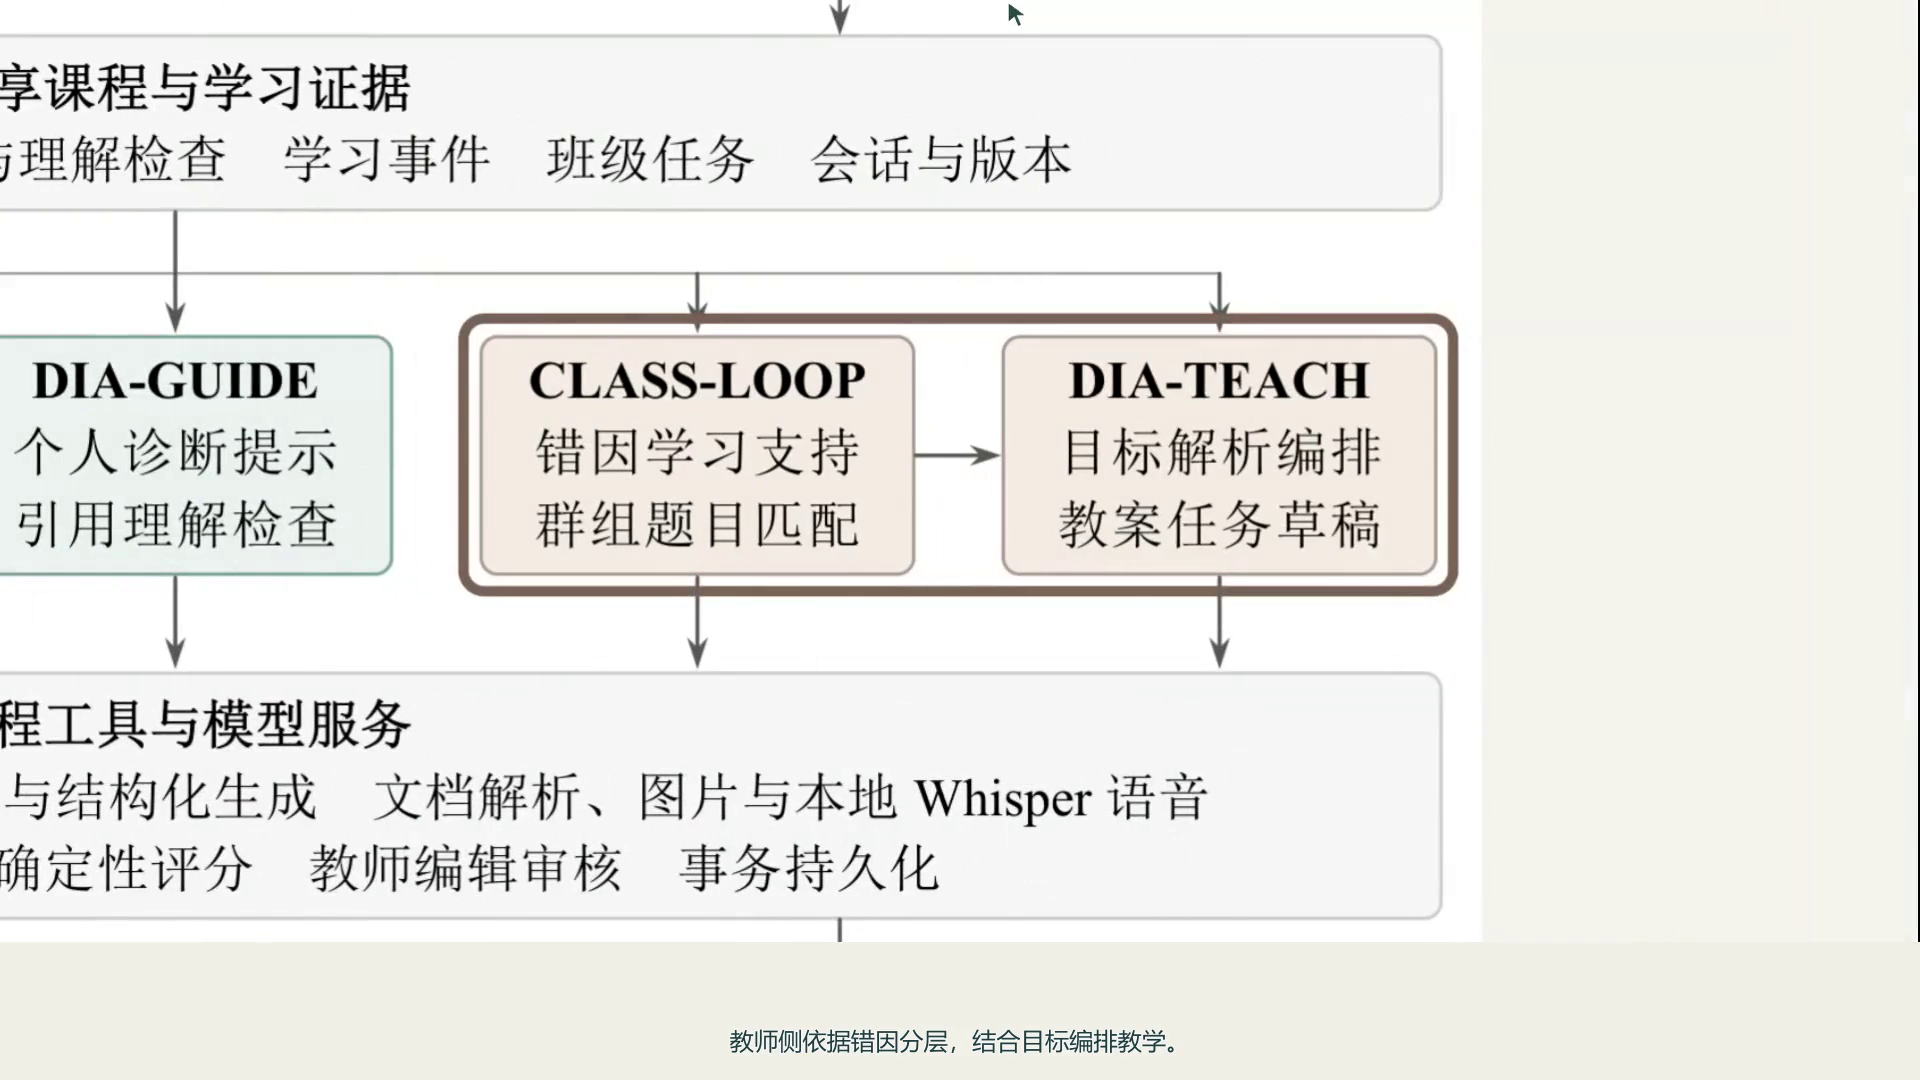 享课程与学习证据
与理解检查 学习事件 班级任务 会话与版本
DIA-GUIDE
个人诊断提示
引用理解检查
CLASS-LOOP
错因学习支持
群组题目匹配
DIA-TEACH
目标解析编排
教案任务草稿
程工具与模型服务
与结构化生成 文档解析、图片与本地 Whisper 语音
确定性评分 教师编辑审核 事务持久化
教师侧依据错因分层，结合目标编排教学。